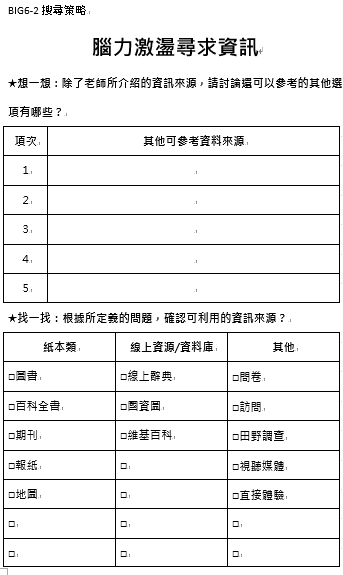 BIG6-2 搜尋策略
腦力激盪尋求資訊
★想一想：除了老師所介紹的資訊來源，請討論還可以參考的其他選
項有哪些？
項次 其他可參考資料來源
1
2
3
4
5
★找一找：根據所定義的問題，確認可利用的資訊來源？
紙本類 線上資源/資料庫 其他
□圖書 □線上辭典 □問卷
□百科全書 □國資圖 □訪問
□期刊 □維基百科 □田野調查
□報紙 □ □視聽媒體
□地圖 □ □直接體驗
□ □ □
□ □ □